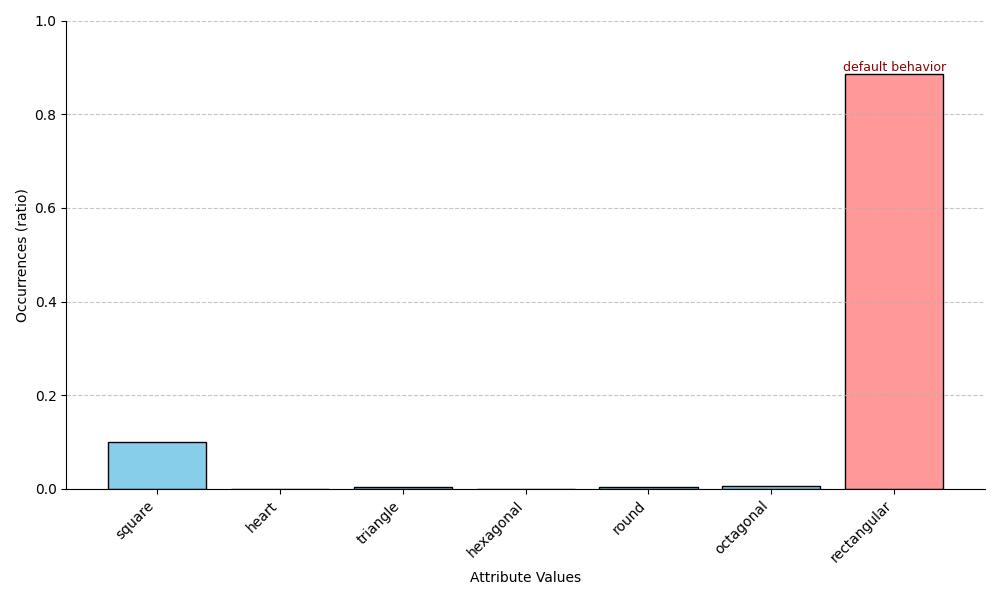 1.0
default behavior
0.8
0.6
0.4
0.2
0.0
Occurrences (ratio)
square
heart
triangle
hexagonal
round
octagonal
rectangular
Attribute Values